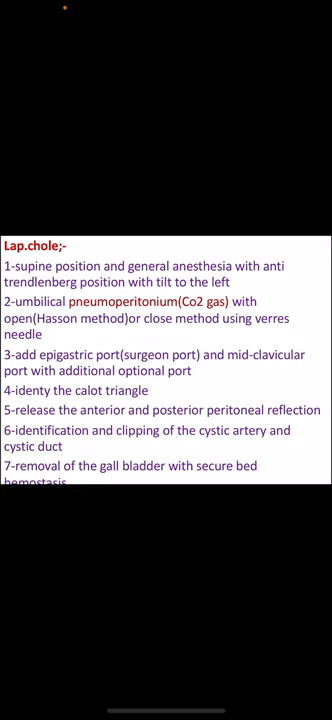 Lap.chole;-
1-supine position and general anesthesia with anti
trendlenberg position with tilt to the left
2-umbilical pneumoperitonium(Co2 gas) with
open(Hasson method)or close method using verres
needle
3-add epigastric port(surgeon port) and mid-clavicular
port with additional optional port
4-identy the calot triangle
5-release the anterior and posterior peritoneal reflection
6-identification and clipping of the cystic artery and
cystic duct
7-removal of the gall bladder with secure bed
hemostasis